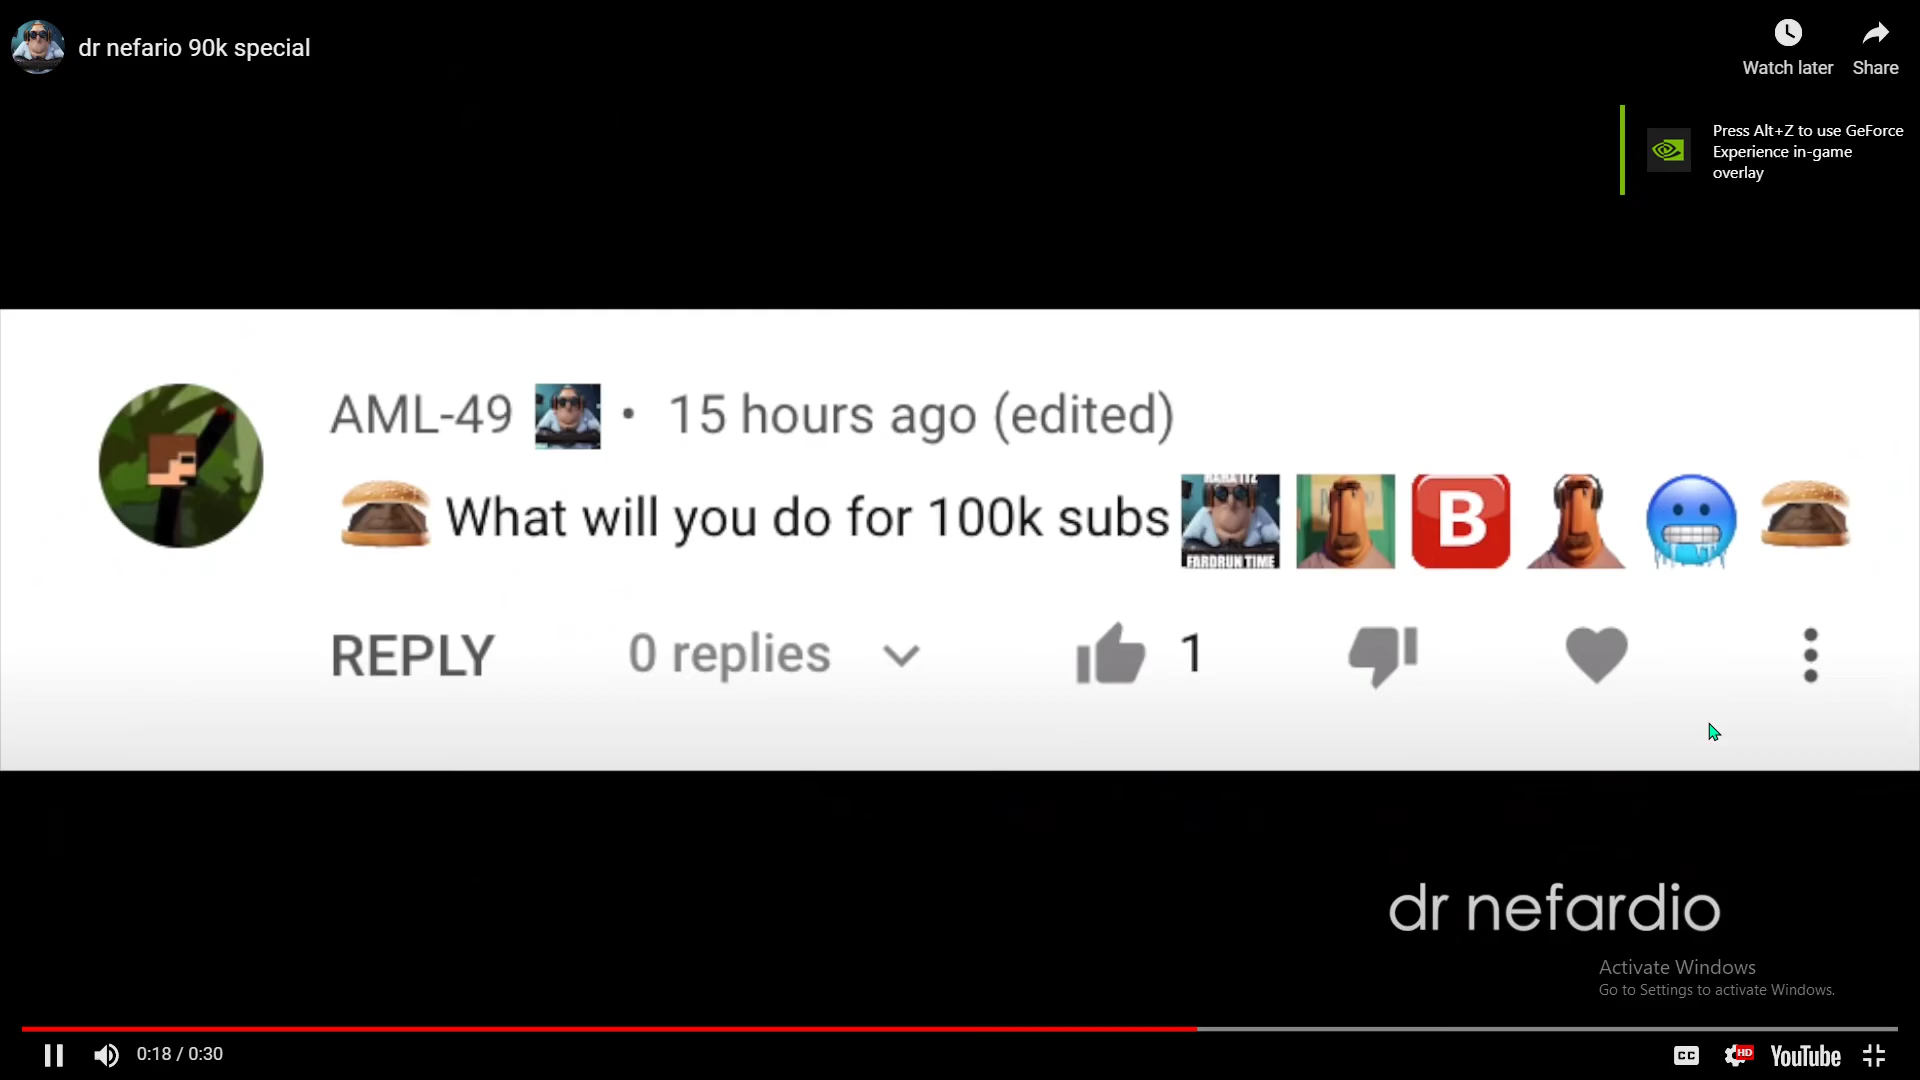 dr nefario 90k special
Watch later
Share
Press Alt+Z to use GeForce
Experience in-game
overlay
AML-49 • 15 hours ago (edited)
What will you do for 100k subs
FARDRUN TIME
B
REPLY
0 replies
1
dr nefardio
Activate Windows
Go to Settings to activate Windows.
0:18 / 0:30
CC
HD
YouTube